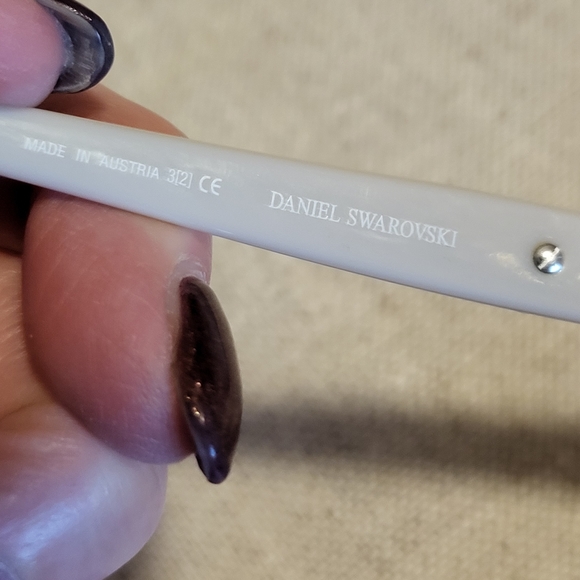 MADE IN AUSTRIA 3[2] CE
DANIEL SWAROVSKI